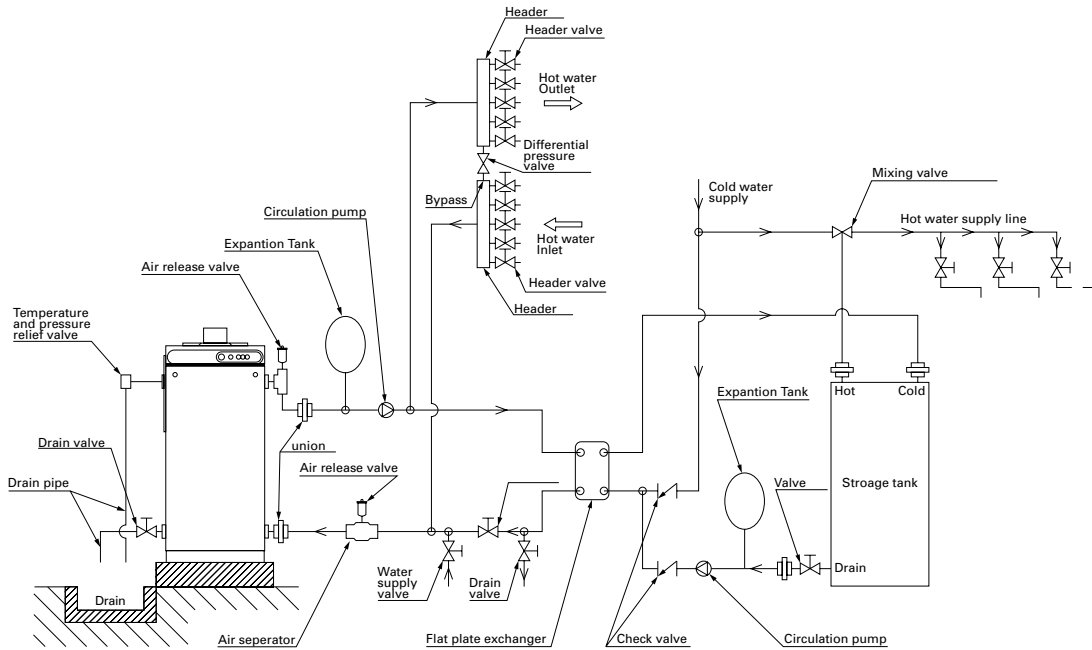 Header
Header valve
Hot water
Outlet
Differential
pressure
valve
Bypass
Circulation pump
Expantion Tank
Air release valve
Hot water
Inlet
Header valve
Header
Cold water
supply
Mixing valve
Hot water supply line
Temperature
and pressure
relief valve
Hot
Cold
Expantion Tank
Drain valve
union
Air release valve
Drain pipe
Valve
Stroage tank
Drain
Water
supply
valve
Drain
valve
Drain
Air seperator
Flat plate exchanger
Check valve
Circulation pump